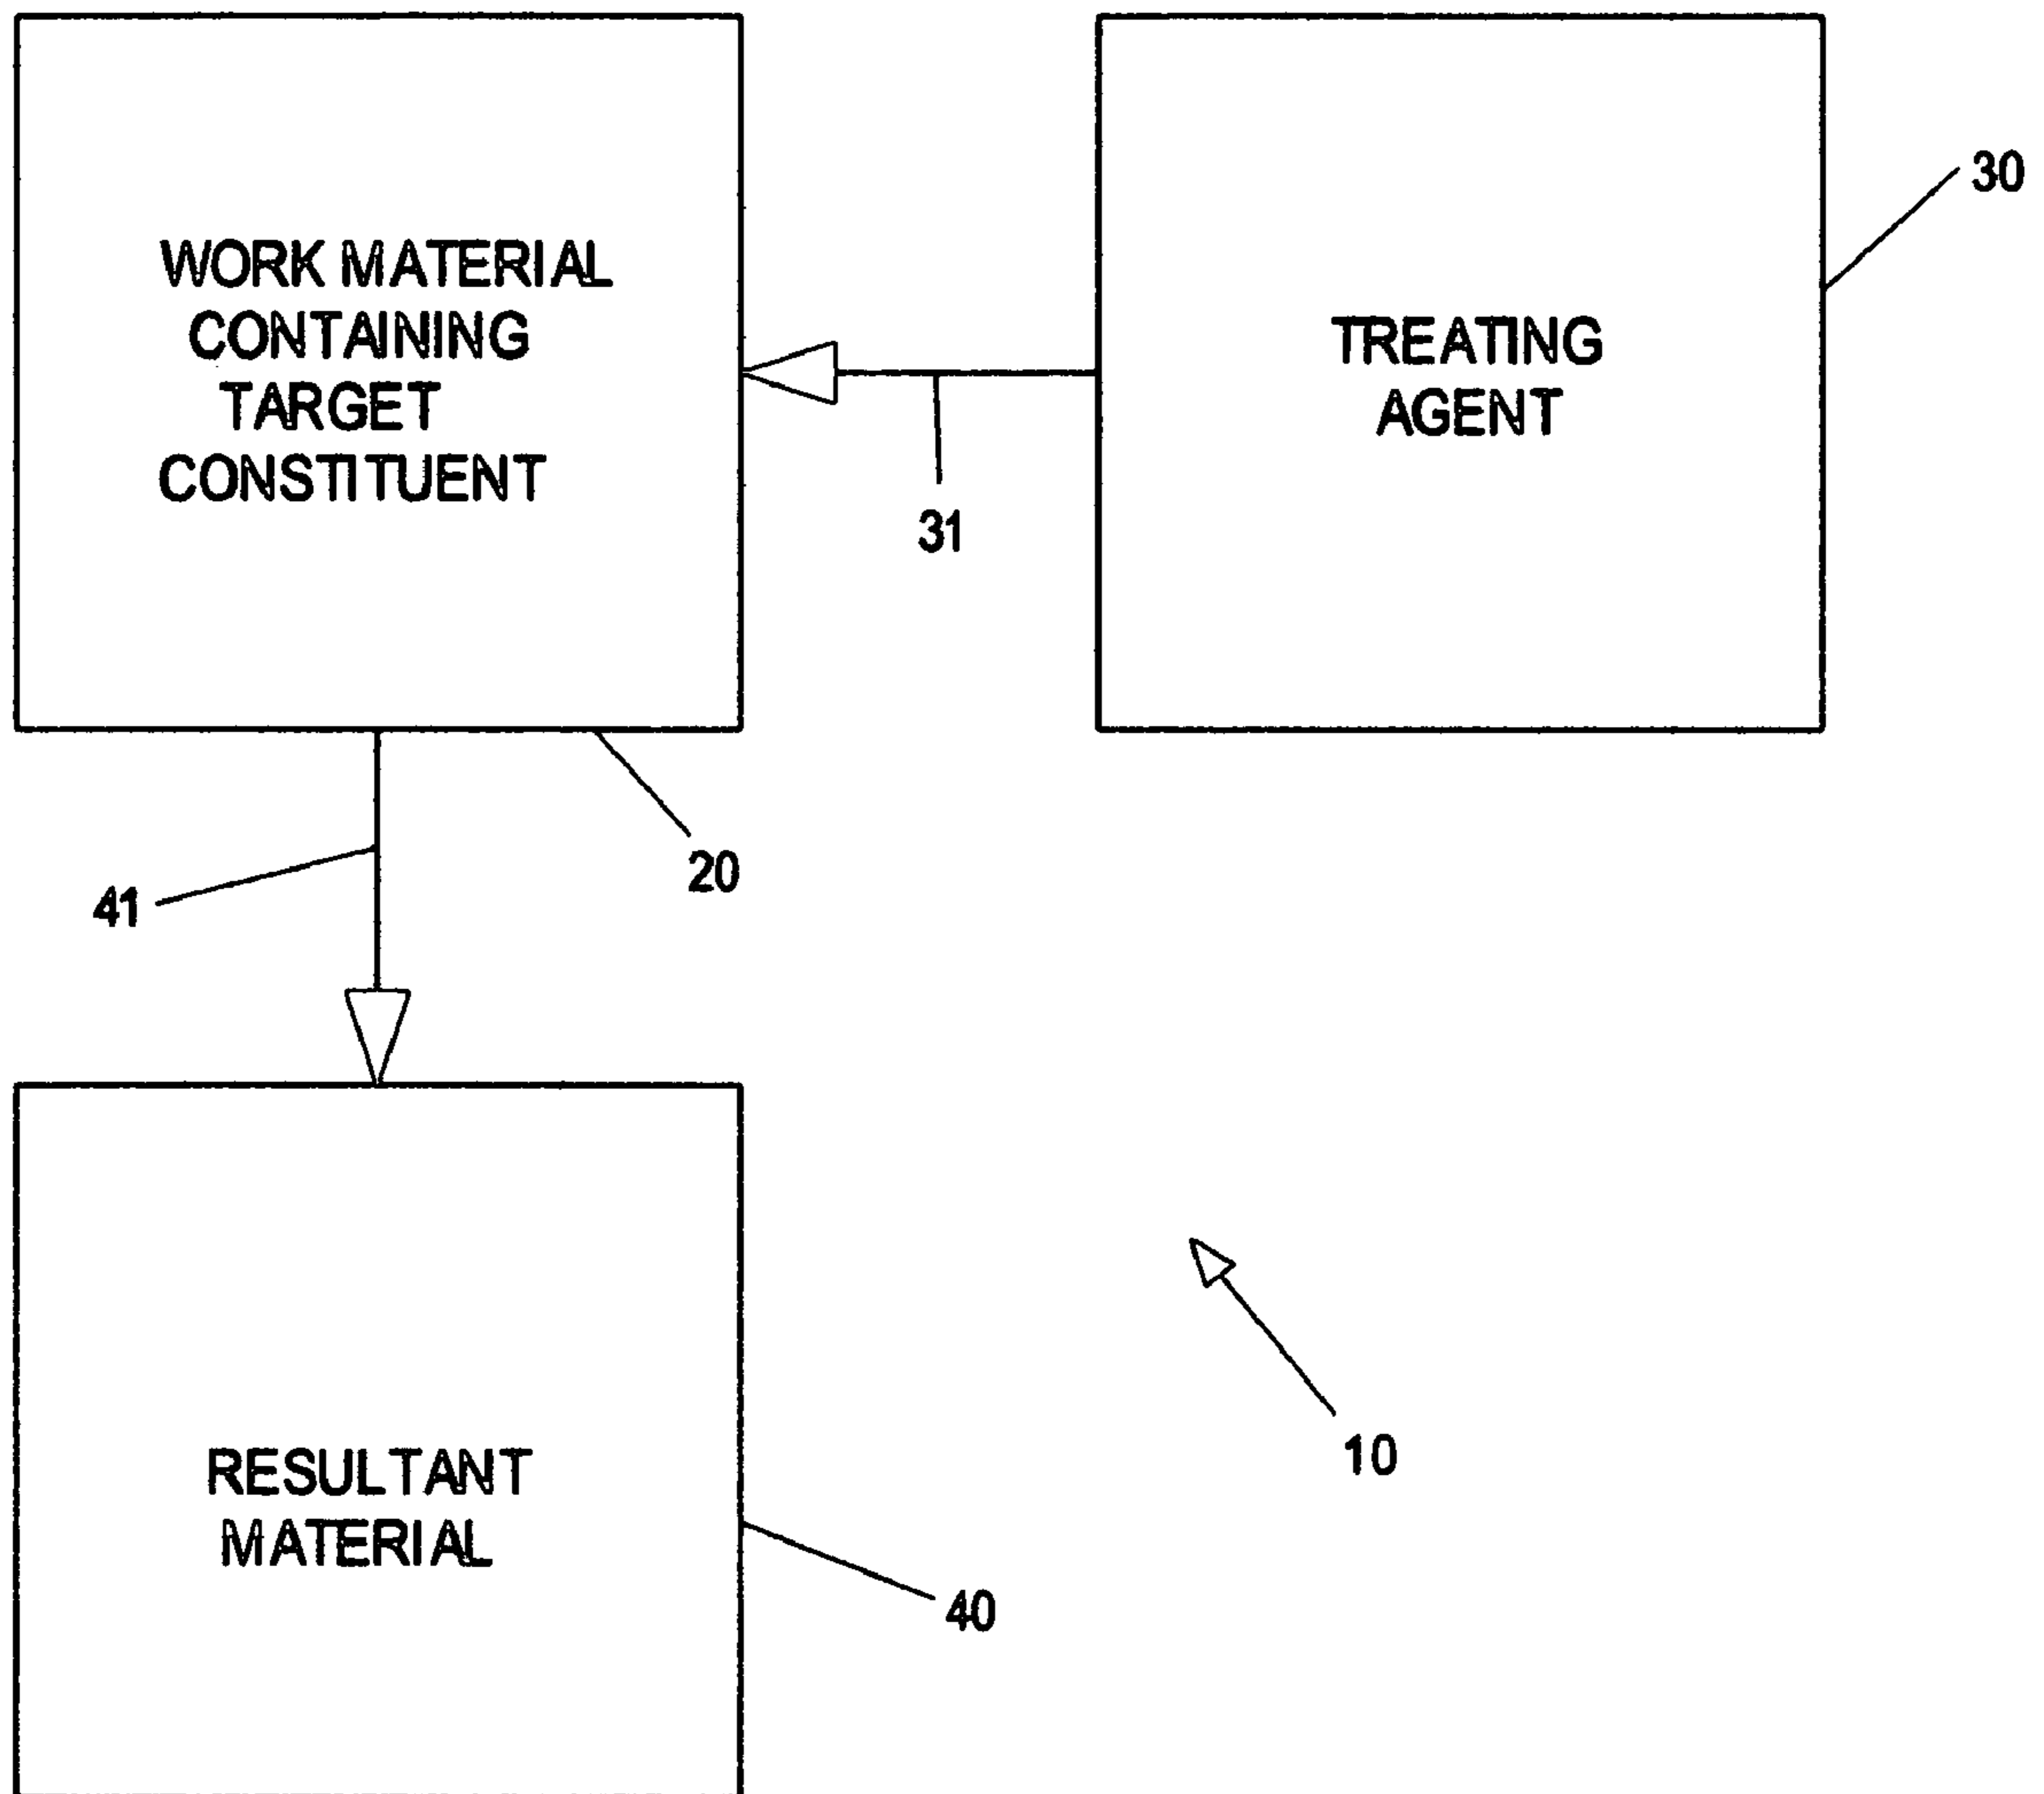 WORK MATERIAL
CONTAINING
TARGET
CONSTITUENT
TREATING
AGENT
30
31
20
41
RESULTANT
MATERIAL
10
40